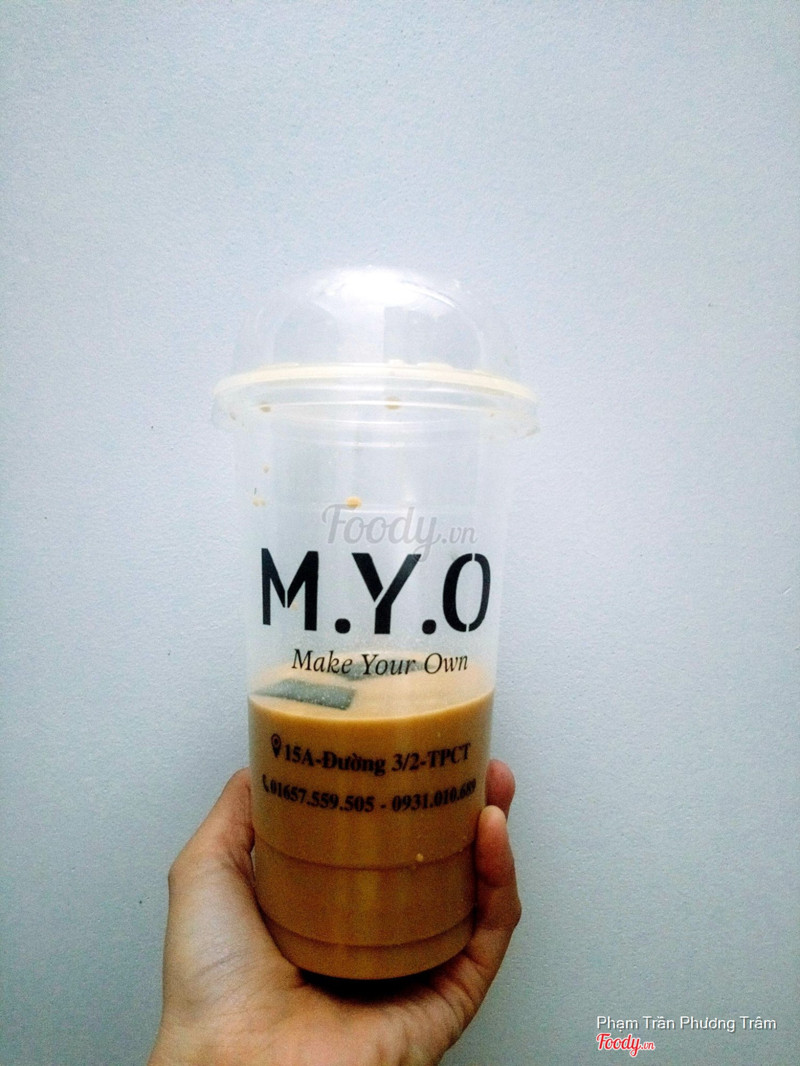 Foody.vn
M.Y.O
Make Your Own
15A-Đường 3/2-TPCT
01657.559.505 - 0931.010.689
Phạm Trần Phương Trâm
Foody.vn